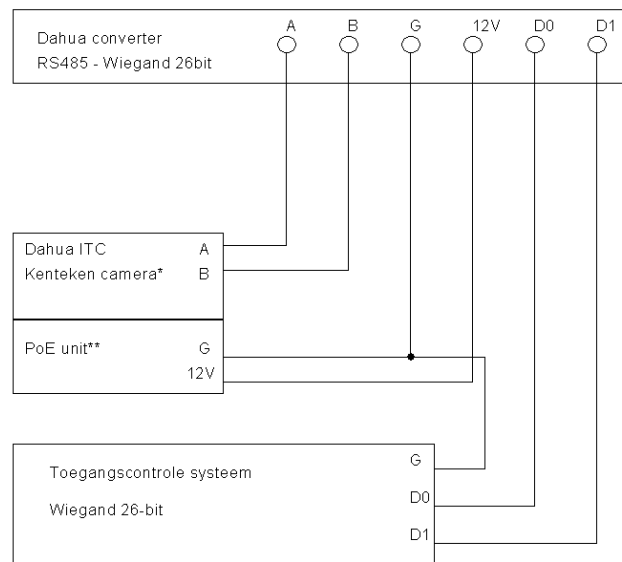 A B G 12V D0 D1
Dahua converter
RS485 - Wiegand 26bit
Dahua ITC A
Kenteken camera* B
PoE unit** G
12V
G
Toegangscontrole systeem
D0
Wiegand 26-bit
D1